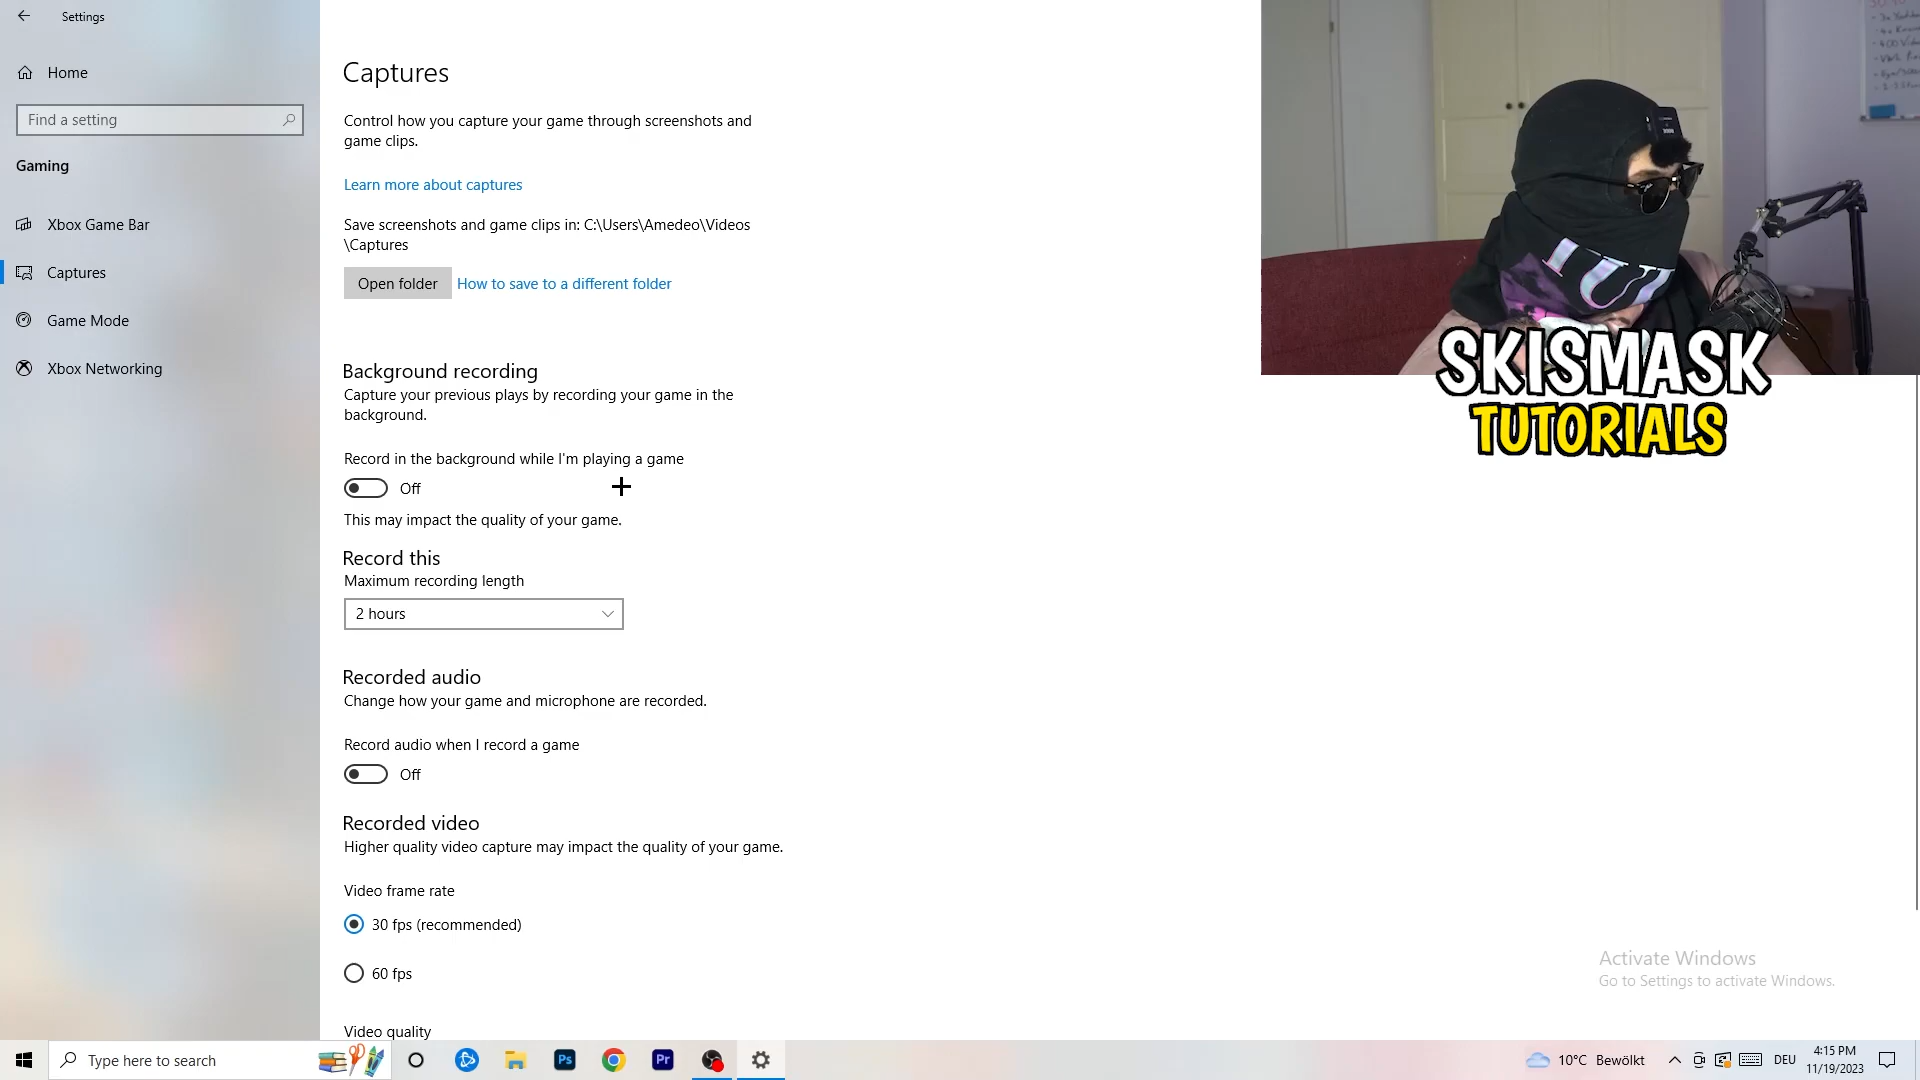 Settings
Home
Find a setting
Gaming
Xbox Game Bar
Captures
Game Mode
Xbox Networking
Captures
Control how you capture your game through screenshots and
game clips.
Learn more about captures
Save screenshots and game clips in: C:\Users\Amedeo\Videos
\Captures
Open folder
How to save to a different folder
Background recording
Capture your previous plays by recording your game in the
background.
Record in the background while I'm playing a game
Off
This may impact the quality of your game.
Record this
Maximum recording length
2 hours
Recorded audio
Change how your game and microphone are recorded.
Record audio when I record a game
Off
Recorded video
Higher quality video capture may impact the quality of your game.
Video frame rate
30 fps (recommended)
60 fps
Video quality
SKISMASK
TUTORIALS
Activate Windows
Go to Settings to activate Windows.
Type here to search
Ps
Pr
10°C Bewölkt
DEU
4:15 PM
11/19/2023